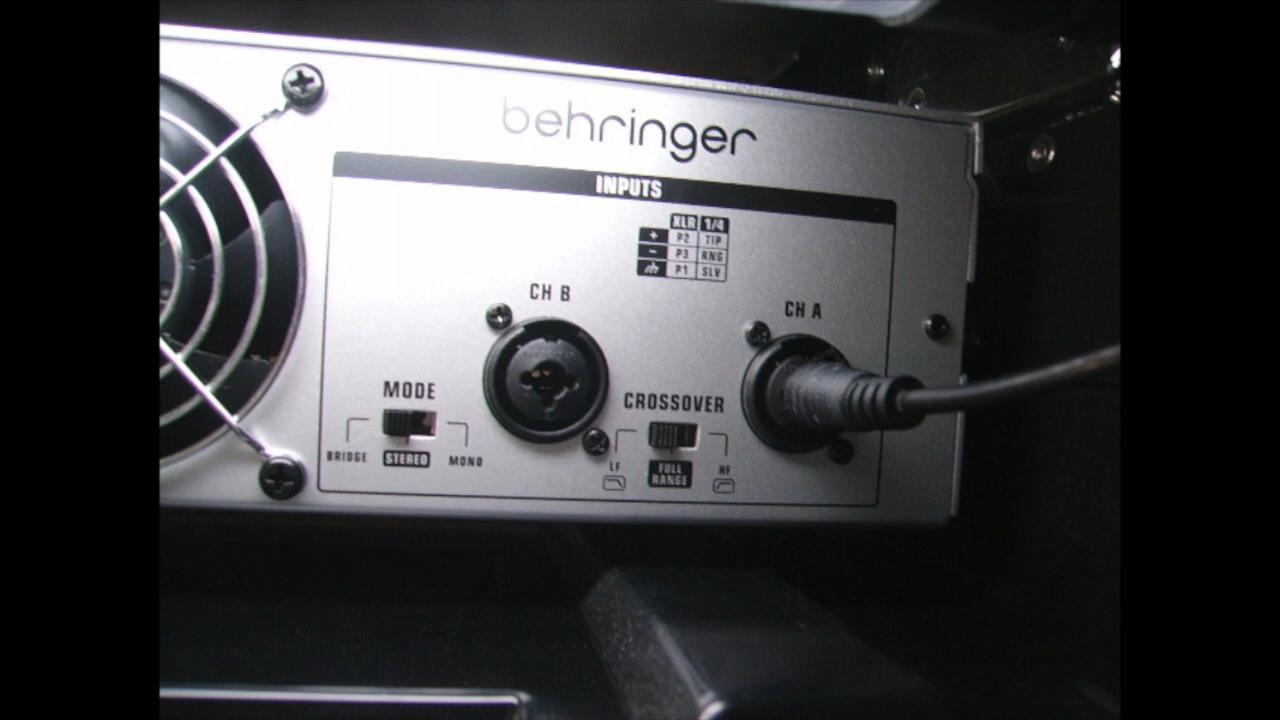 behringer
INPUTS
XLR 1/4
+ P2 TIP
- P3 RNG
P1 SLV
CH B
CH A
MODE
CROSSOVER
BRIDGE STEREO MONO
LF FULL RANGE HF